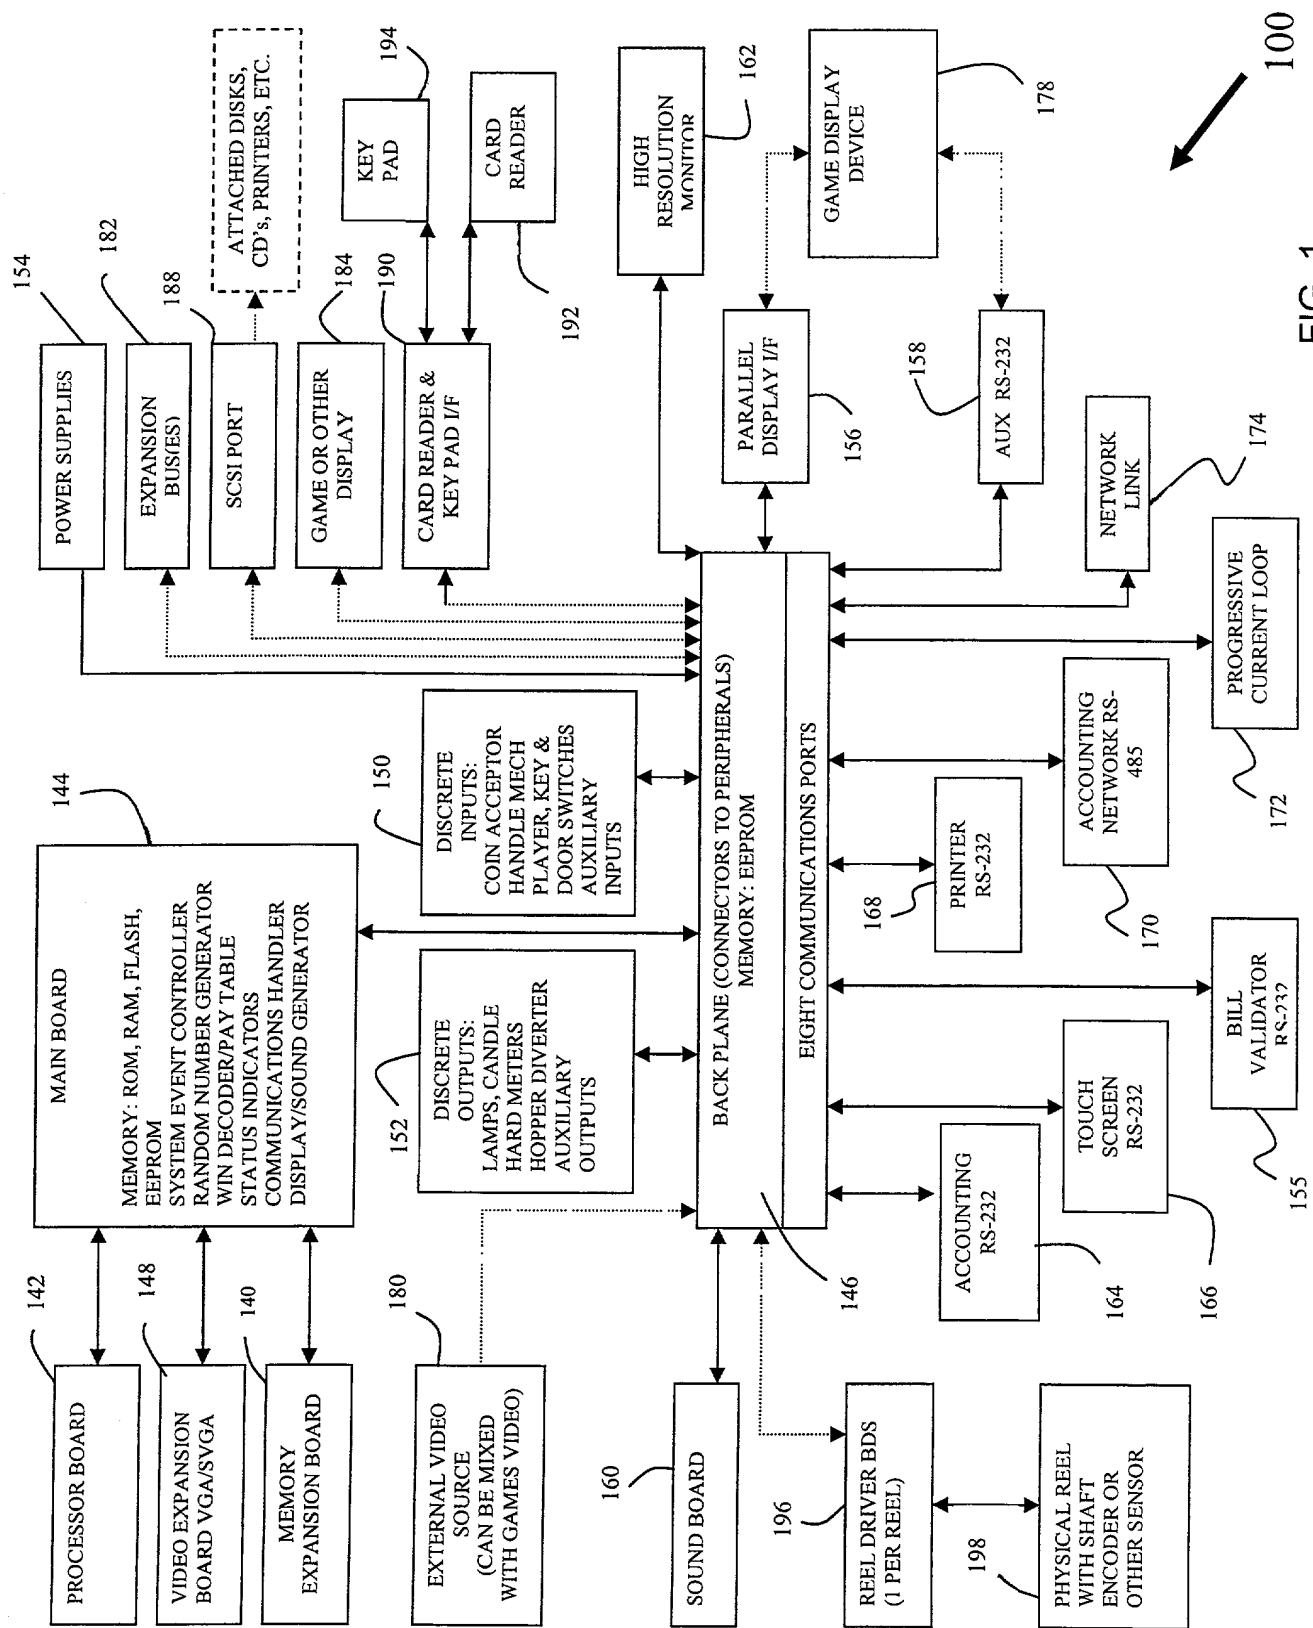 PROCESSOR BOARD
142
VIDEO EXPANSION
BOARD VGA/SVGA
148
MEMORY
EXPANSION BOARD
140
MAIN BOARD
MEMORY: ROM, RAM, FLASH,
EEPROM
SYSTEM EVENT CONTROLLER
RANDOM NUMBER GENERATOR
WIN DECODER/PAY TABLE
STATUS INDICATORS
COMMUNICATIONS HANDLER
DISPLAY/SOUND GENERATOR
144
POWER SUPPLIES
154
EXPANSION
BUS(ES)
182
SCSI PORT
188
ATTACHED DISKS,
CD's, PRINTERS, ETC.
GAME OR OTHER
DISPLAY
184
CARD READER &
KEY PAD I/F
190
KEY
PAD
194
CARD
READER
192
EXTERNAL VIDEO
SOURCE
(CAN BE MIXED
WITH GAMES VIDEO)
180
DISCRETE
OUTPUTS:
LAMPS, CANDLE
HARD METERS
HOPPER DIVERTER
AUXILIARY
OUTPUTS
152
DISCRETE
INPUTS:
COIN ACCEPTOR
HANDLE MECH
PLAYER, KEY &
DOOR SWITCHES
AUXILIARY
INPUTS
150
HIGH
RESOLUTION
MONITOR
162
SOUND BOARD
160
BACK PLANE (CONNECTORS TO PERIPHERALS)
MEMORY: EEPROM
EIGHT COMMUNICATIONS PORTS
146
PARALLEL
DISPLAY I/F
156
GAME DISPLAY
DEVICE
178
AUX RS-232
158
REEL DRIVER BDS
(1 PER REEL)
196
PHYSICAL REEL
WITH SHAFT
ENCODER OR
OTHER SENSOR
198
ACCOUNTING
RS-232
164
TOUCH
SCREEN
RS-232
166
BILL
VALIDATOR
RS-232
155
PRINTER
RS-232
168
ACCOUNTING
NETWORK RS-
485
170
PROGRESSIVE
CURRENT LOOP
172
NETWORK
LINK
174
100
FIG. 1